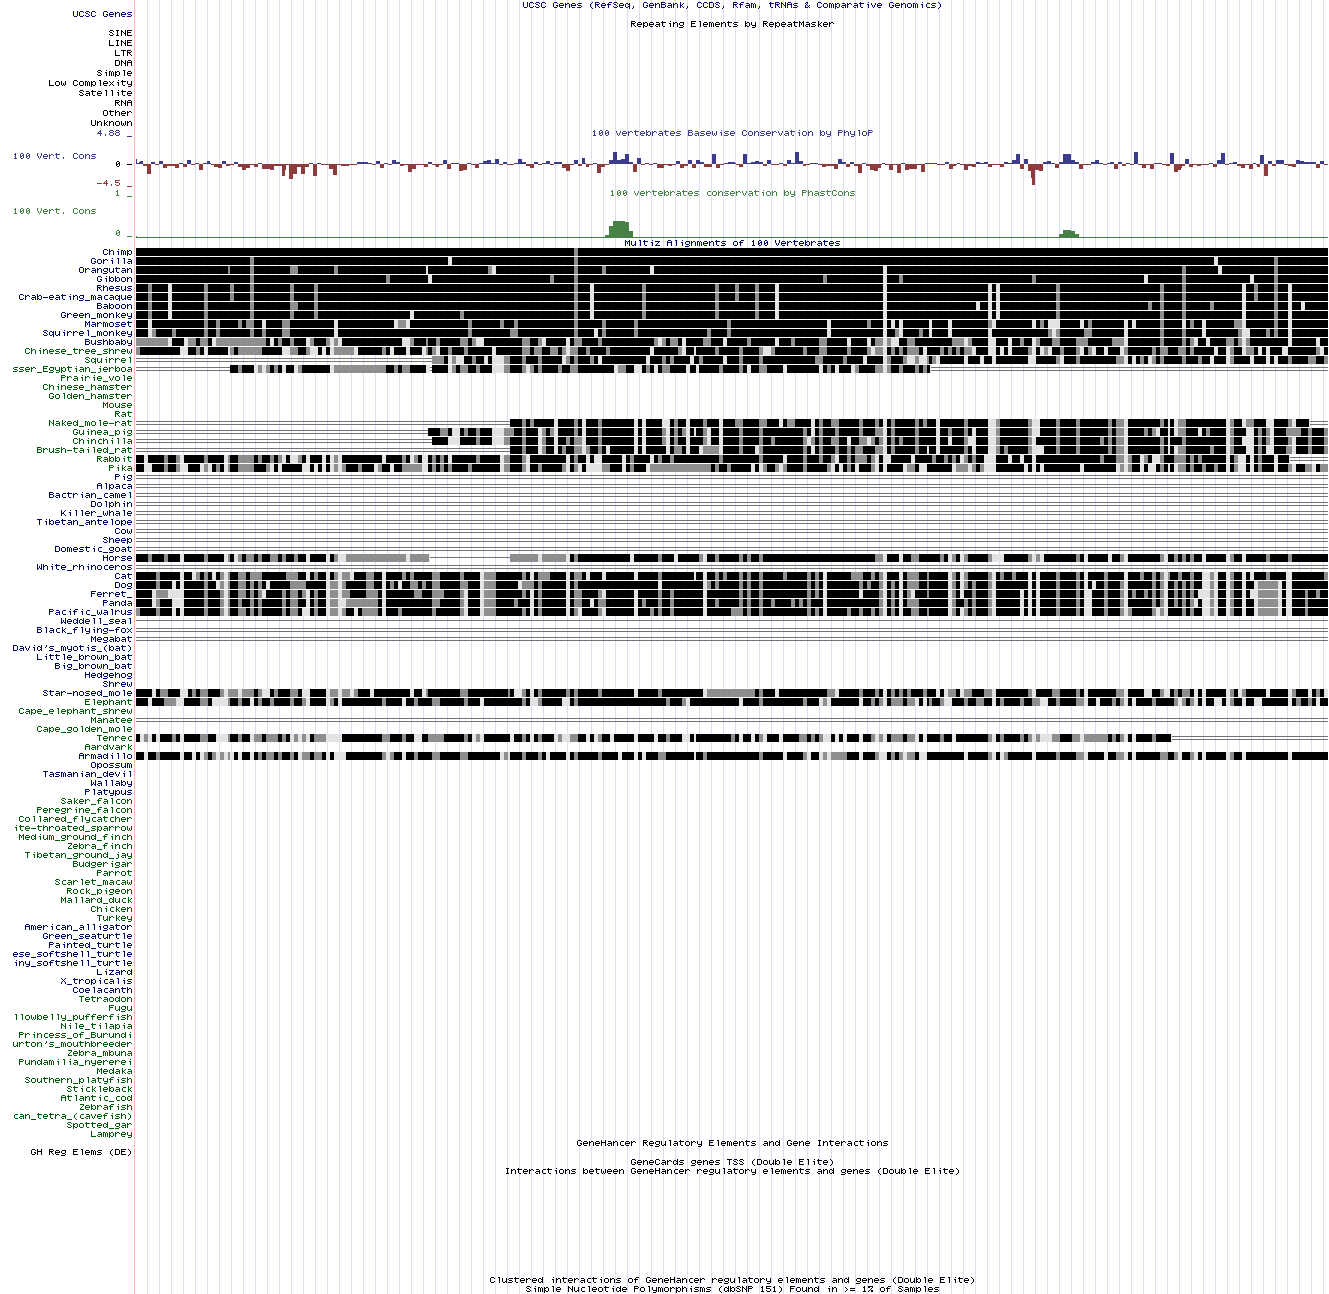 UCSC Genes (RefSeq, GenBank, CCDS, Rfam, tRNAs & Comparative Genomics)
UCSC Genes
Repeating Elements by RepeatMasker
SINE
LINE
LTR
DNA
Simple
Low Complexity
Satellite
RNA
Other
Unknown
4.88 _
100 vertebrates Basewise Conservation by PhyloP
100 Vert. Cons
0 _
-4.5 _
1 _
100 vertebrates conservation by PhastCons
100 Vert. Cons
0 _
Multiz Alignments of 100 Vertebrates
Chimp
Gorilla
Orangutan
Gibbon
Rhesus
Crab-eating_macaque
Baboon
Green_monkey
Marmoset
Squirrel_monkey
Bushbaby
Chinese_tree_shrew
Squirrel
sser_Egyptian_jerboa
Prairie_vole
Chinese_hamster
Golden_hamster
Mouse
Rat
Naked_mole-rat
Guinea_pig
Chinchilla
Brush-tailed_rat
Rabbit
Pika
Pig
Alpaca
Bactrian_camel
Dolphin
Killer_whale
Tibetan_antelope
Cow
Sheep
Domestic_goat
Horse
White_rhinoceros
Cat
Dog
Ferret_
Panda
Pacific_walrus
Weddell_seal
Black_flying-fox
Megabat
David's_myotis_(bat)
Little_brown_bat
Big_brown_bat
Hedgehog
Shrew
Star-nosed_mole
Elephant
Cape_elephant_shrew
Manatee
Cape_golden_mole
Tenrec
Aardvark
Armadillo
Opossum
Tasmanian_devil
Wallaby
Platypus
Saker_falcon
Peregrine_falcon
Collared_flycatcher
ite-throated_sparrow
Medium_ground_finch
Zebra_finch
Tibetan_ground_jay
Budgerigar
Parrot
Scarlet_macaw
Rock_pigeon
Mallard_duck
Chicken
Turkey
American_alligator
Green_seaturtle
Painted_turtle
ese_softshell_turtle
iny_softshell_turtle
Lizard
X_tropicalis
Coelacanth
Tetraodon
Fugu
llowbelly_pufferfish
Nile_tilapia
Princess_of_Burundi
urton's_mouthbreeder
Zebra_mbuna
Pundamilia_nyererei
Medaka
Southern_platyfish
Stickleback
Atlantic_cod
Zebrafish
can_tetra_(cavefish)
Spotted_gar
Lamprey
GeneHancer Regulatory Elements and Gene Interactions
GH Reg Elems (DE)
GeneCards genes TSS (Double Elite)
Interactions between GeneHancer regulatory elements and genes (Double Elite)
Clustered interactions of GeneHancer regulatory elements and genes (Double Elite)
Simple Nucleotide Polymorphisms (dbSNP 151) Found in >= 1% of Samples